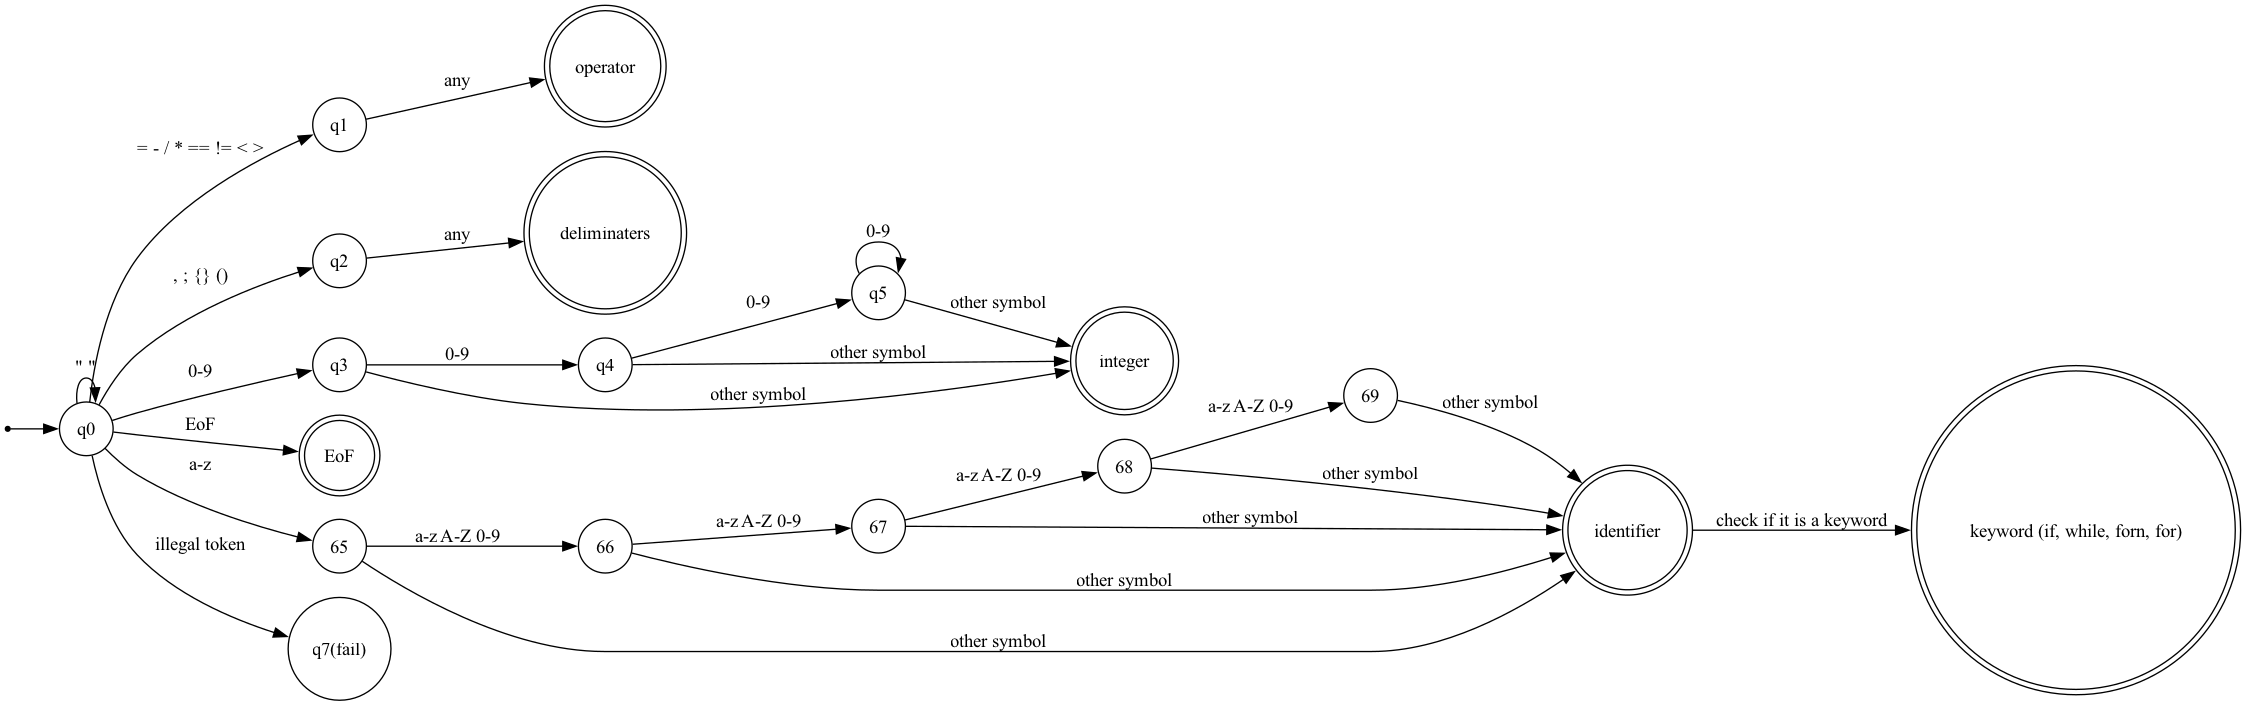 operator
any
q1
= - / * == != < >
deliminaters
any
q2
, ; {} ()
0-9
q5
0-9
other symbol
" "
0-9
q3
0-9
q4
other symbol
integer
other symbol
69
a-z A-Z 0-9
other symbol
q0
EoF
EoF
a-z
68
a-z A-Z 0-9
other symbol
67
a-z A-Z 0-9
other symbol
identifier
check if it is a keyword
keyword (if, while, forn, for)
illegal token
65
a-z A-Z 0-9
66
other symbol
other symbol
q7(fail)